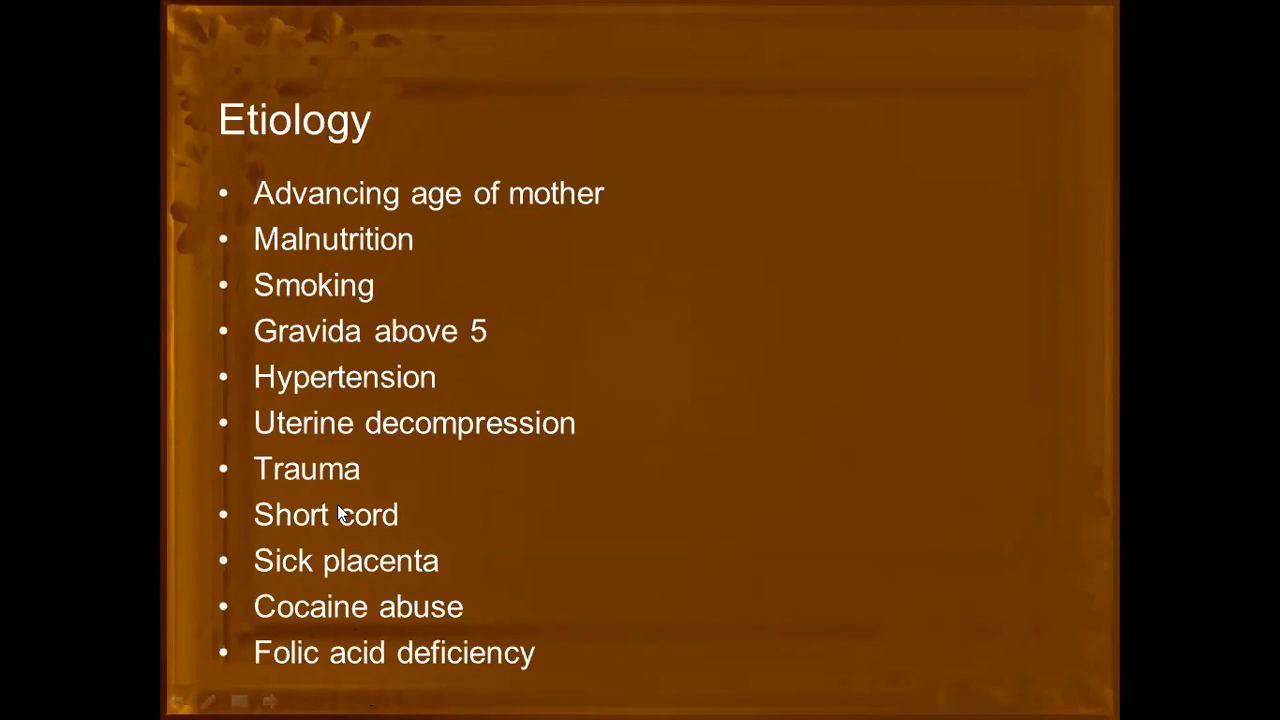 Etiology
• Advancing age of mother
• Malnutrition
• Smoking
• Gravida above 5
• Hypertension
• Uterine decompression
• Trauma
• Short cord
• Sick placenta
• Cocaine abuse
• Folic acid deficiency